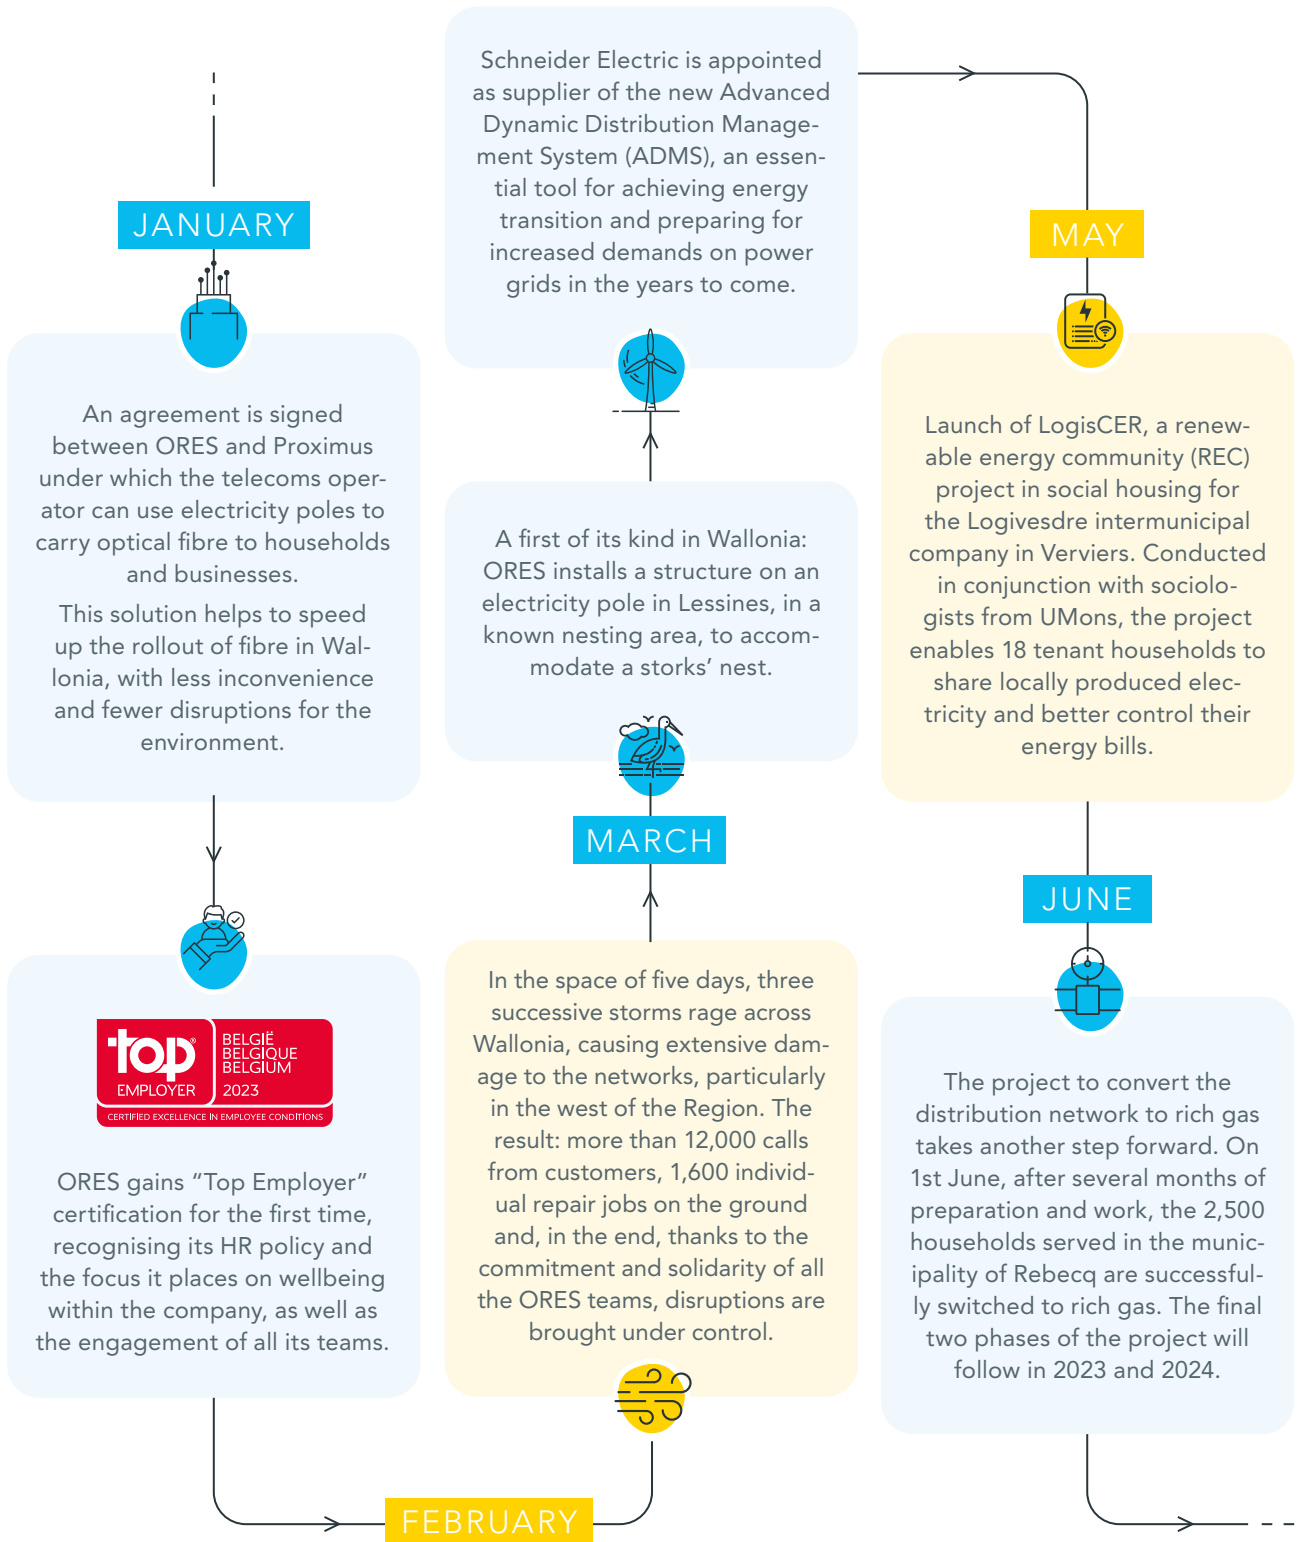 JANUARY
An agreement is signed
between ORES and Proximus
under which the telecoms oper-
ator can use electricity poles to
carry optical fibre to households
and businesses.
This solution helps to speed
up the rollout of fibre in Wal-
lonia, with less inconvenience
and fewer disruptions for the
environment.
top®
EMPLOYER
BELGIË
BELGIQUE
BELGIUM
2023
CERTIFIED EXCELLENCE IN EMPLOYEE CONDITIONS
ORES gains “Top Employer”
certification for the first time,
recognising its HR policy and
the focus it places on wellbeing
within the company, as well as
the engagement of all its teams.
FEBRUARY
In the space of five days, three
successive storms rage across
Wallonia, causing extensive dam-
age to the networks, particularly
in the west of the Region. The
result: more than 12,000 calls
from customers, 1,600 individ-
ual repair jobs on the ground
and, in the end, thanks to the
commitment and solidarity of all
the ORES teams, disruptions are
brought under control.
MARCH
A first of its kind in Wallonia:
ORES installs a structure on an
electricity pole in Lessines, in a
known nesting area, to accom-
modate a storks’ nest.
Schneider Electric is appointed
as supplier of the new Advanced
Dynamic Distribution Manage-
ment System (ADMS), an essen-
tial tool for achieving energy
transition and preparing for
increased demands on power
grids in the years to come.
MAY
Launch of LogisCER, a renew-
able energy community (REC)
project in social housing for
the Logivesdre intermunicipal
company in Verviers. Conducted
in conjunction with sociolo-
gists from UMons, the project
enables 18 tenant households to
share locally produced elec-
tricity and better control their
energy bills.
JUNE
The project to convert the
distribution network to rich gas
takes another step forward. On
1st June, after several months of
preparation and work, the 2,500
households served in the munic-
ipality of Rebecq are successful-
ly switched to rich gas. The final
two phases of the project will
follow in 2023 and 2024.